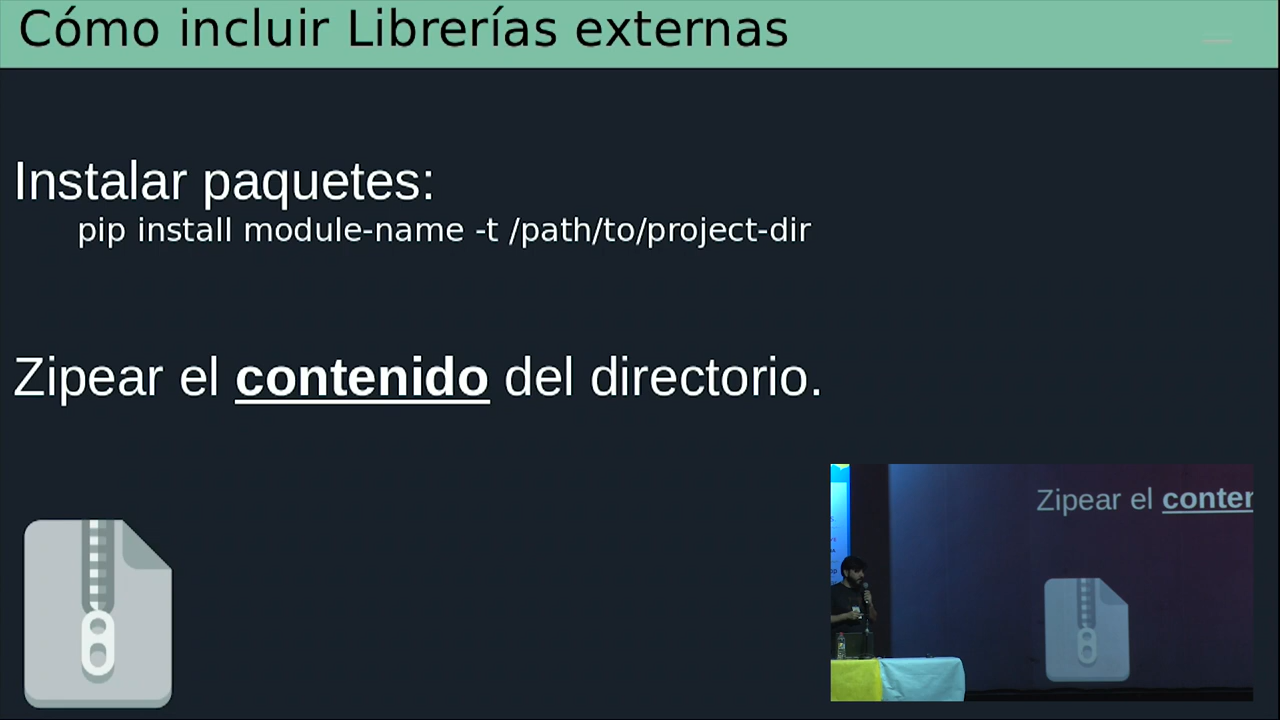 Cómo incluir Librerías externas
Instalar paquetes:
pip install module-name -t /path/to/project-dir
Zipear el contenido del directorio.
Zipear el conten